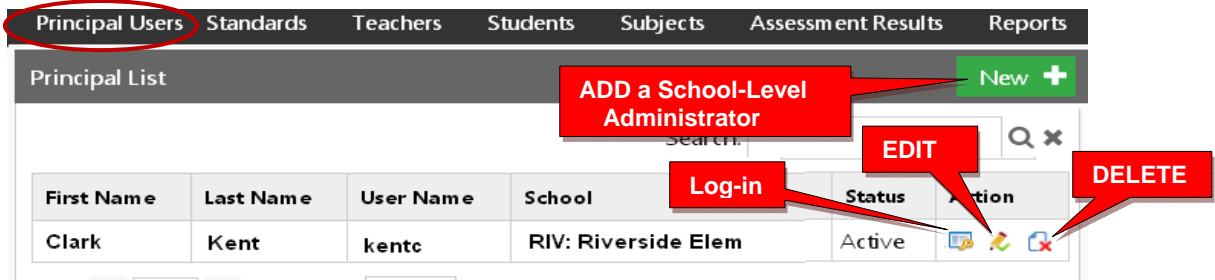 Principal Users Standards Teachers Students Subjects Assessment Results Reports
Principal List
New
ADD a School-Level
Administrator
Search:
EDIT
Log-in
DELETE
First Name Last Name User Name School Status Action
Clark Kent kentc RIV: Riverside Elem Active